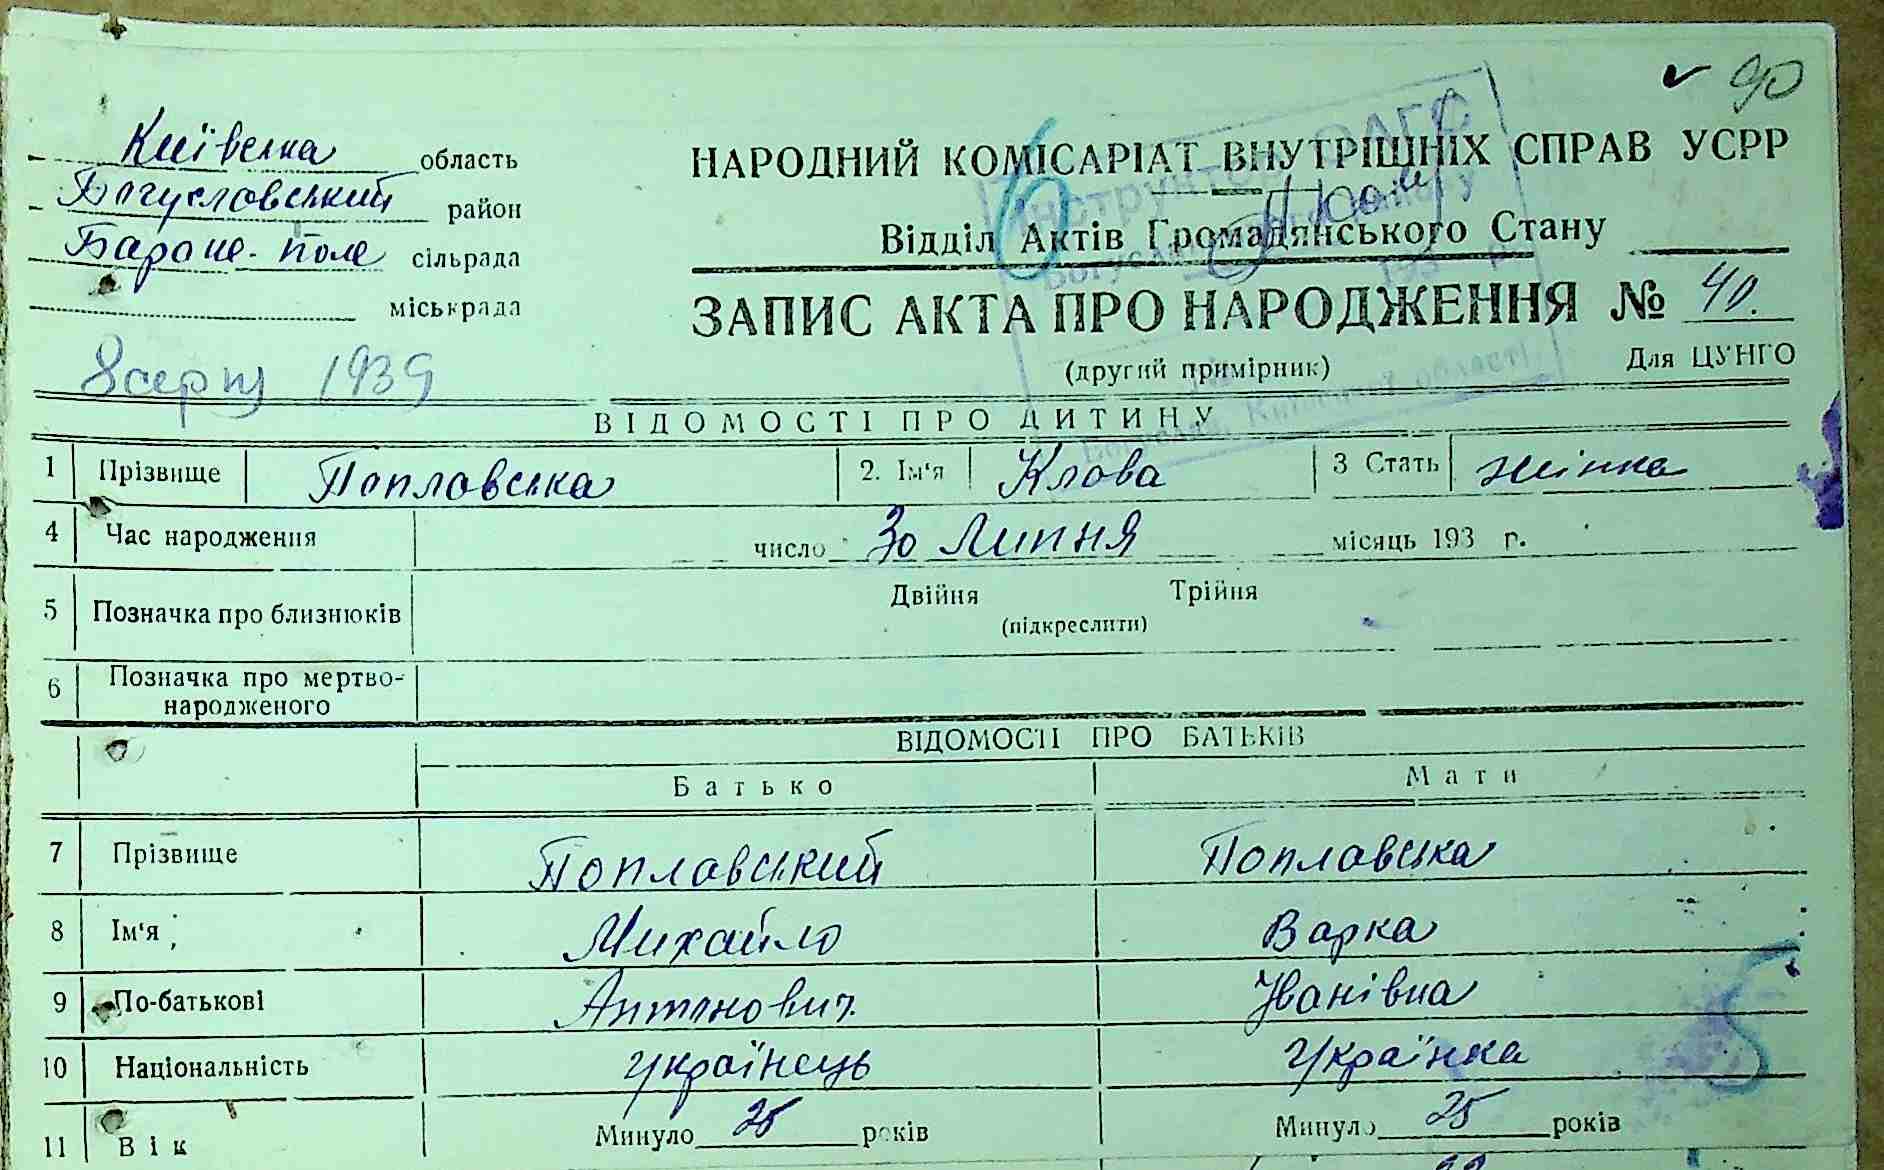 90
Київська область
Богуславський район
Баране-Поле сільрада
міськрада
8 серпн 1939
НАРОДНИЙ КОМІСАРІАТ ВНУТРІШНІХ СПРАВ УСРР
Відділ Актів Громадянського Стану
ЗАПИС АКТА ПРО НАРОДЖЕННЯ № 40.
(другий примірник) Для ЦУНГО
ВІДОМОСТІ ПРО ДИТИНУ
1 Прізвище Поплавська 2. Ім'я Клава 3 Стать жінка
4 Час народження число 30 Липня місяць 193 р.
5 Позначка про близнюків Двійня Трійня
(підкреслити)
6 Позначка про мертво-
народженого
ВІДОМОСТІ ПРО БАТЬКІВ
Батько Мати
7 Прізвище Поплавський Поплавська
8 Ім'я Михайло Варка
9 По-батькові Антонович Іванівна
10 Національність українець Українка
11 Вік Минуло років Минуло 25 років